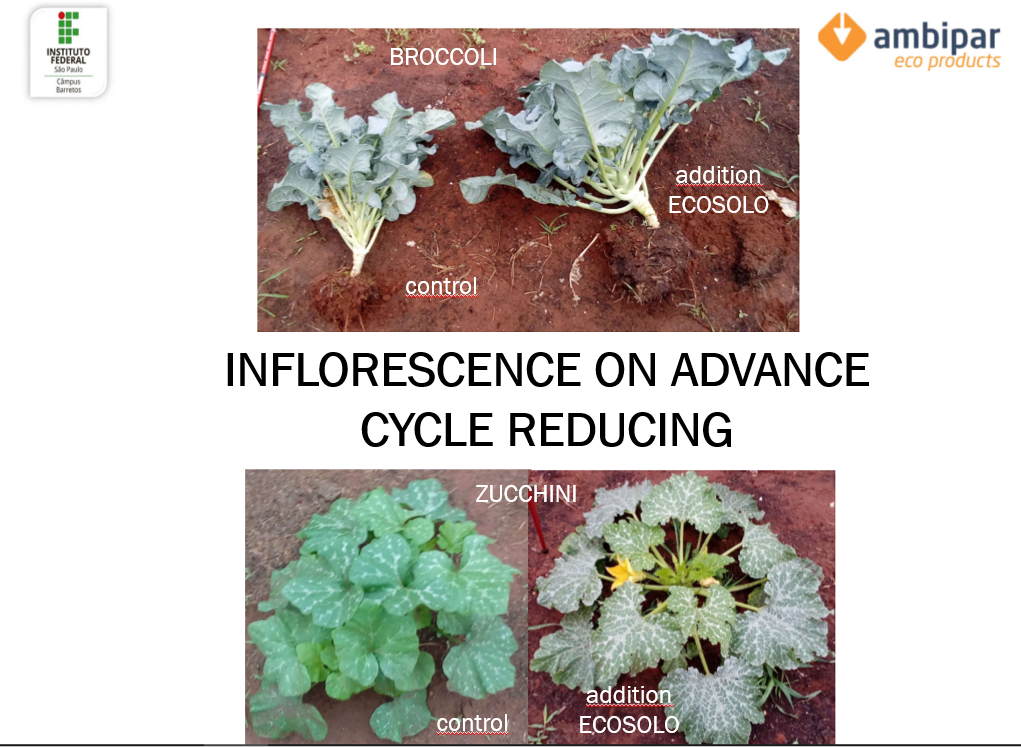 INSTITUTO
FEDERAL
São Paulo
Câmpus
Barretos
ambipar
eco products
BROCCOLI
addition
ECOSOLO
control
INFLORESCENCE ON ADVANCE
CYCLE REDUCING
ZUCCHINI
control
addition
ECOSOLO